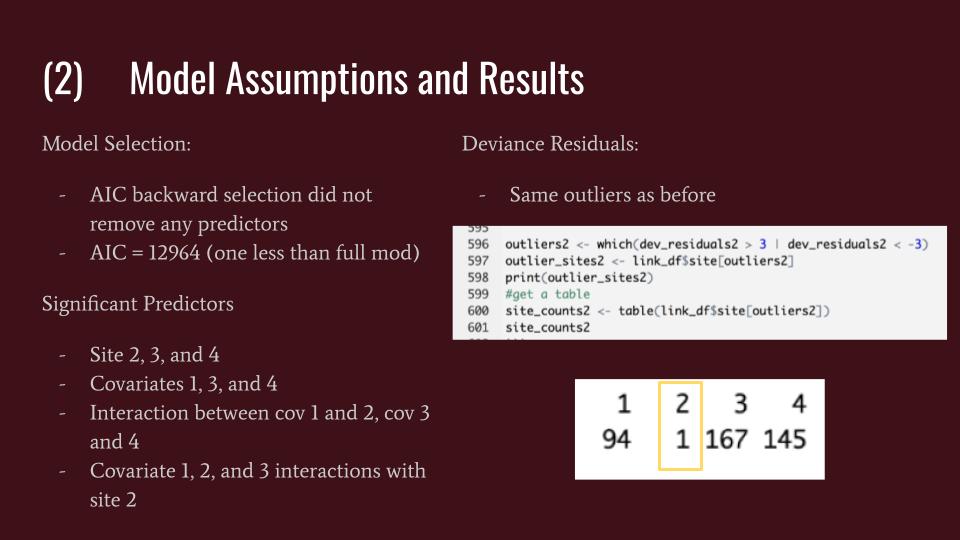 (2) Model Assumptions and Results
Model Selection:
- AIC backward selection did not
remove any predictors
- AIC = 12964 (one less than full mod)
Significant Predictors
- Site 2, 3, and 4
- Covariates 1, 3, and 4
- Interaction between cov 1 and 2, cov 3
and 4
- Covariate 1, 2, and 3 interactions with
site 2
Deviance Residuals:
- Same outliers as before
595
596 outliers2 <- which(dev_residuals2 > 3 | dev_residuals2 < -3)
597 outlier_sites2 <- link_df$site[outliers2]
598 print(outlier_sites2)
599 #get a table
600 site_counts2 <- table(link_df$site[outliers2])
601 site_counts2
1 2 3 4
94 1 167 145